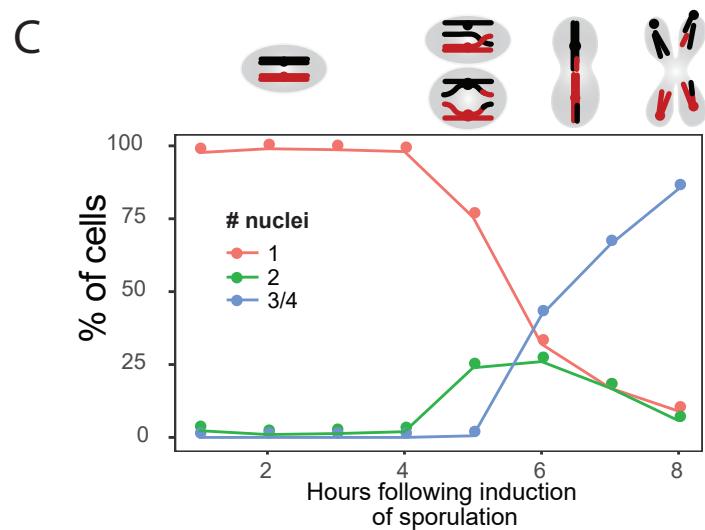 C
100
75
50
25
0
% of cells
# nuclei
1
2
3/4
2
4
6
8
Hours following induction
of sporulation